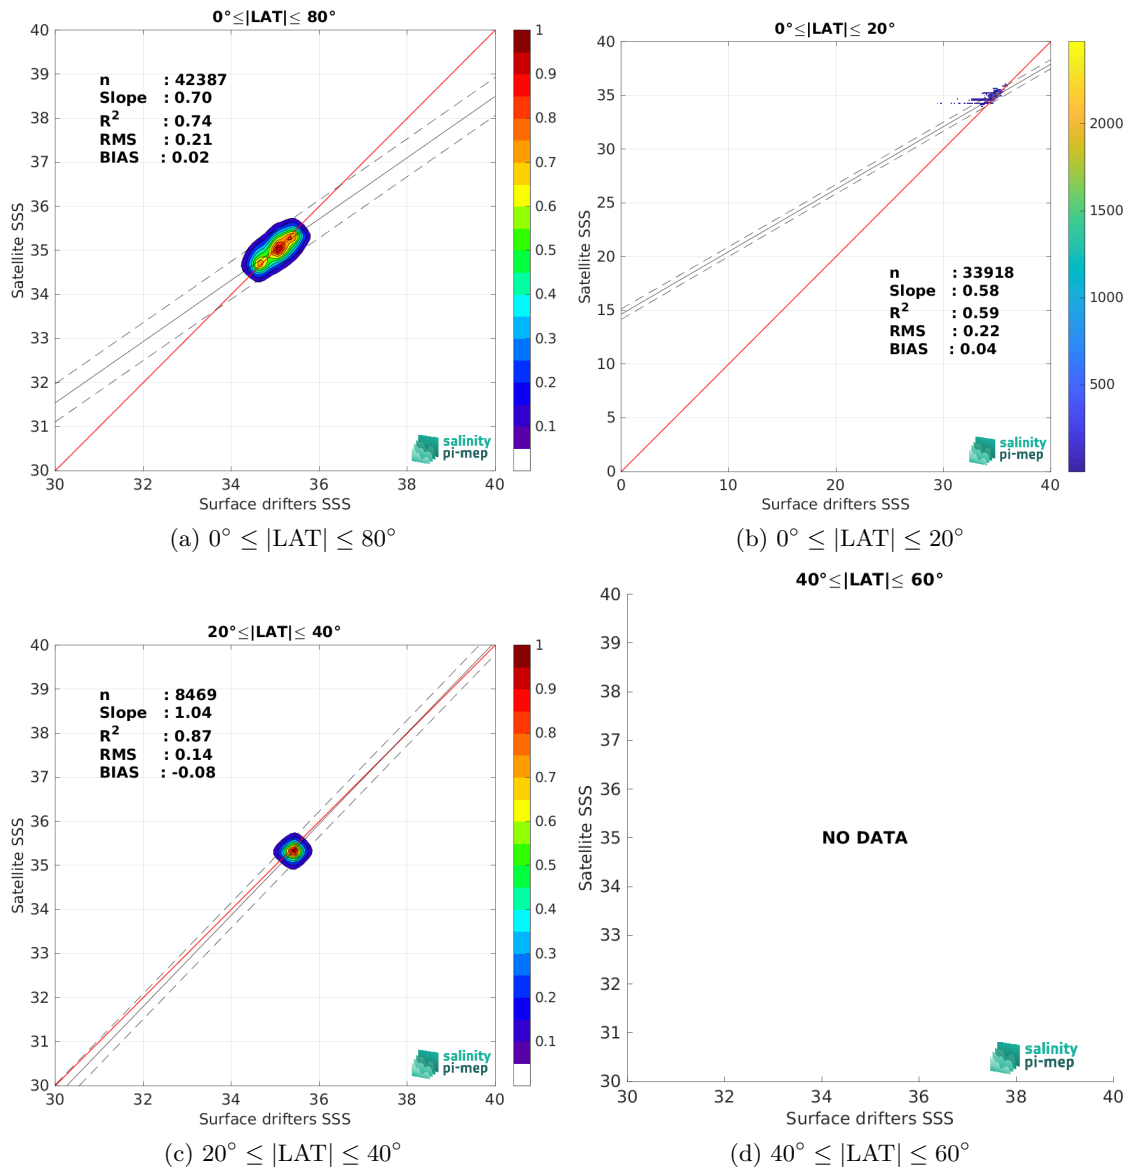 0°≤|LAT|≤ 80°
40
39
38
37
36
35
34
33
32
31
30
30
32
34
36
38
40
Satellite SSS
Surface drifters SSS
n : 42387
Slope : 0.70
R² : 0.74
RMS : 0.21
BIAS : 0.02
salinity
pi-mep
1
0.9
0.8
0.7
0.6
0.5
0.4
0.3
0.2
0.1
(a) 0° ≤ |LAT| ≤ 80°
0°≤|LAT|≤ 20°
40
35
30
25
20
15
10
5
0
0
10
20
30
40
Satellite SSS
Surface drifters SSS
n : 33918
Slope : 0.58
R² : 0.59
RMS : 0.22
BIAS : 0.04
salinity
pi-mep
2000
1500
1000
500
(b) 0° ≤ |LAT| ≤ 20°
20°≤|LAT|≤ 40°
40
39
38
37
36
35
34
33
32
31
30
30
32
34
36
38
40
Satellite SSS
Surface drifters SSS
n : 8469
Slope : 1.04
R² : 0.87
RMS : 0.14
BIAS : -0.08
salinity
pi-mep
1
0.9
0.8
0.7
0.6
0.5
0.4
0.3
0.2
0.1
(c) 20° ≤ |LAT| ≤ 40°
40°≤|LAT|≤ 60°
40
39
38
37
36
35
34
33
32
31
30
30
32
34
36
38
40
Satellite SSS
Surface drifters SSS
NO DATA
salinity
pi-mep
(d) 40° ≤ |LAT| ≤ 60°